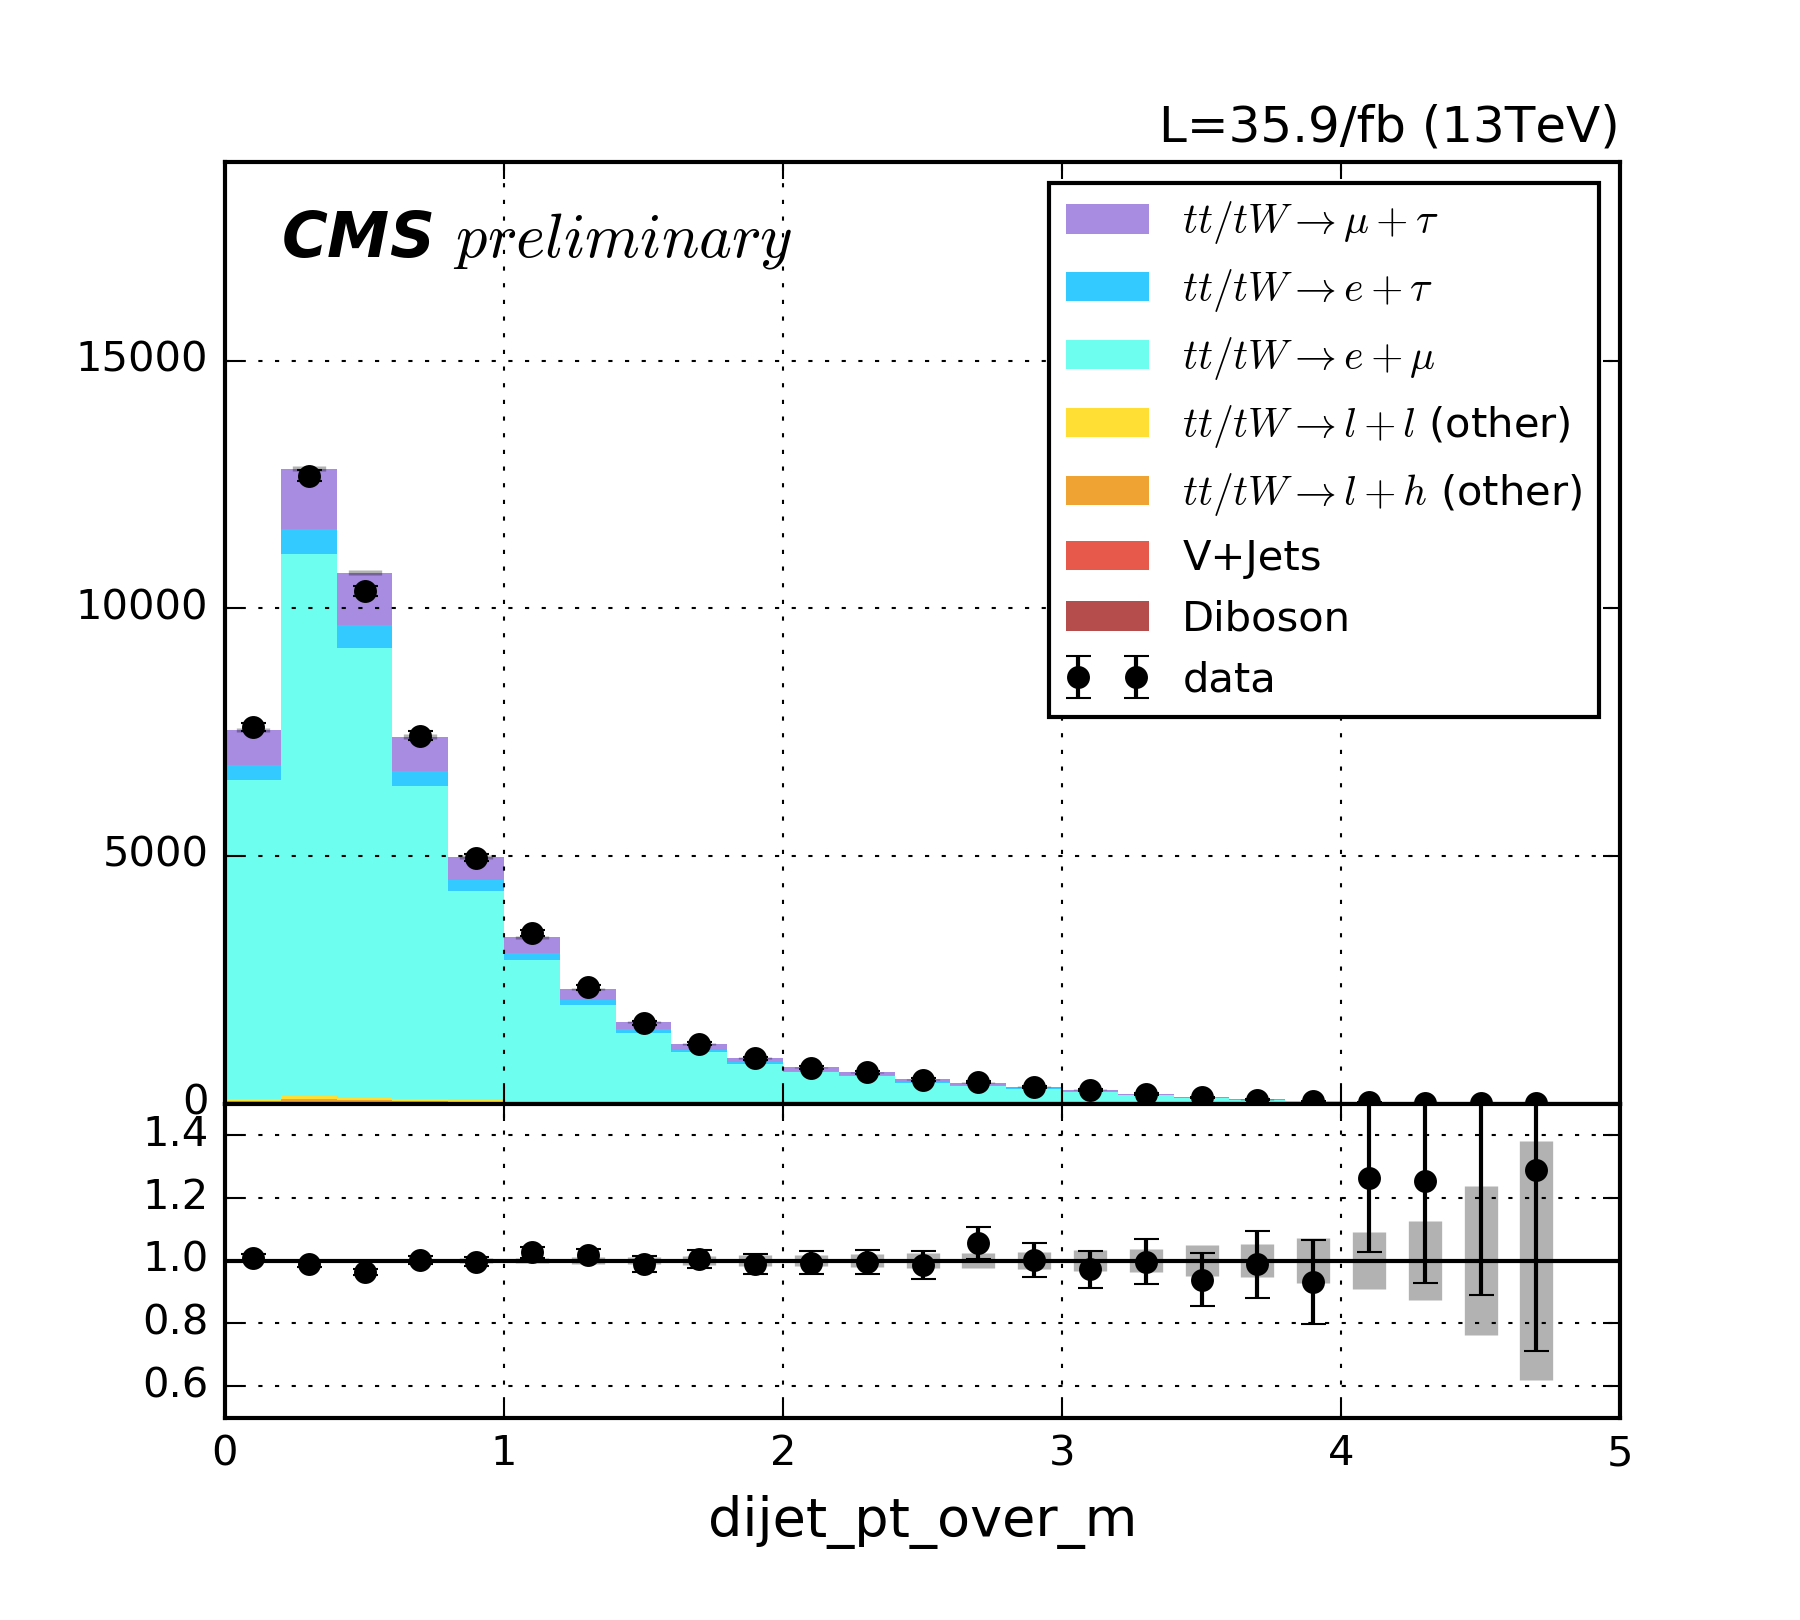 L=35.9/fb (13TeV)
CMS preliminary
tt/tW→μ+τ
tt/tW→e+τ
tt/tW→e+μ
tt/tW→l+l (other)
tt/tW→l+h (other)
V+Jets
Diboson
data
15000
10000
5000
0
1.4
1.2
1.0
0.8
0.6
0 1 2 3 4 5
dijet_pt_over_m